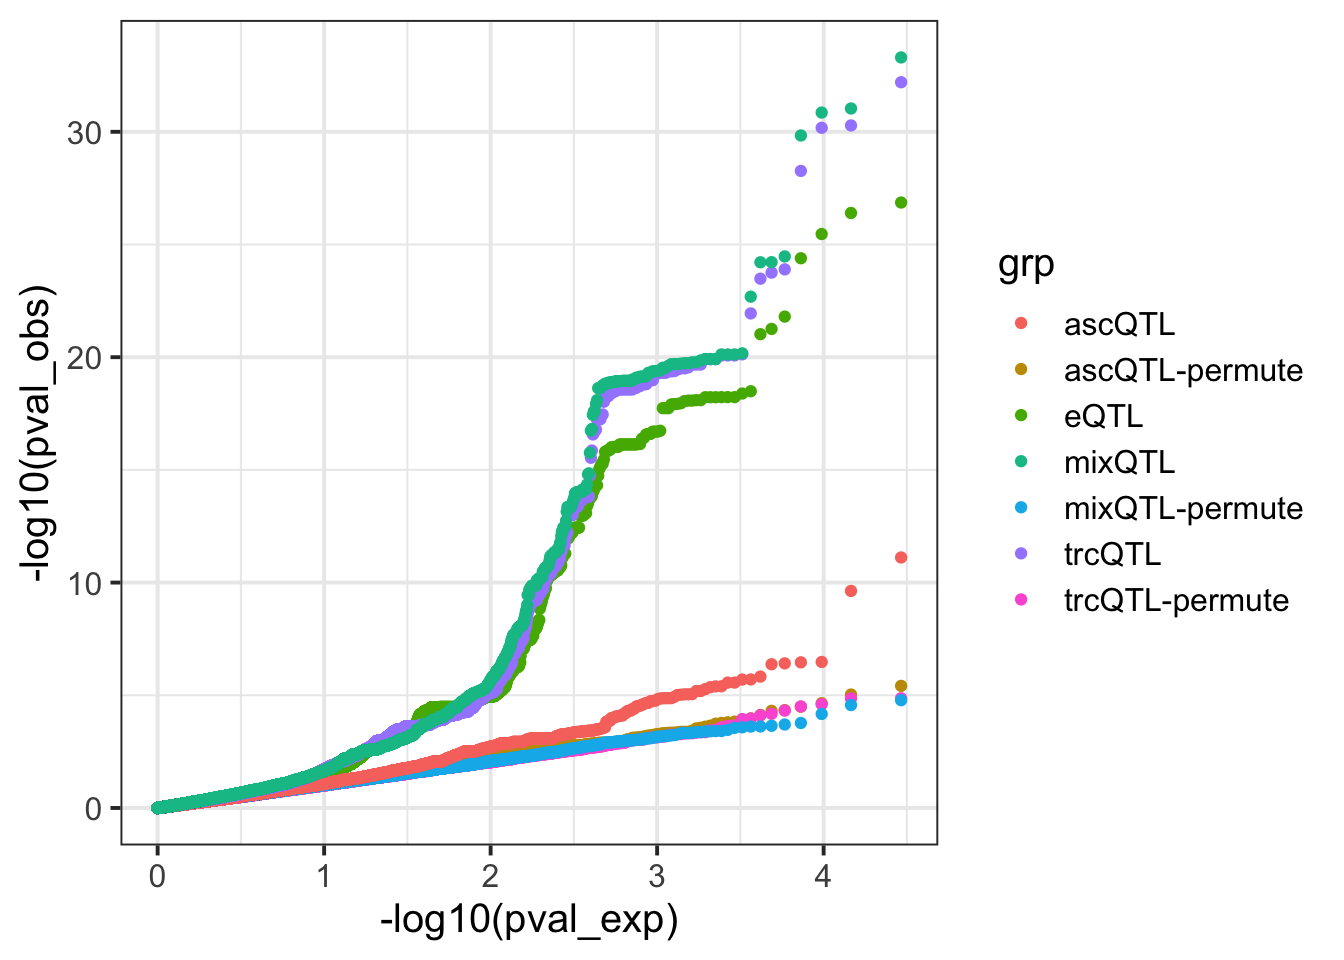 -log10(pval_obs)
30
20
10
0
0 1 2 3 4
-log10(pval_exp)
grp
ascQTL
ascQTL-permute
eQTL
mixQTL
mixQTL-permute
trcQTL
trcQTL-permute